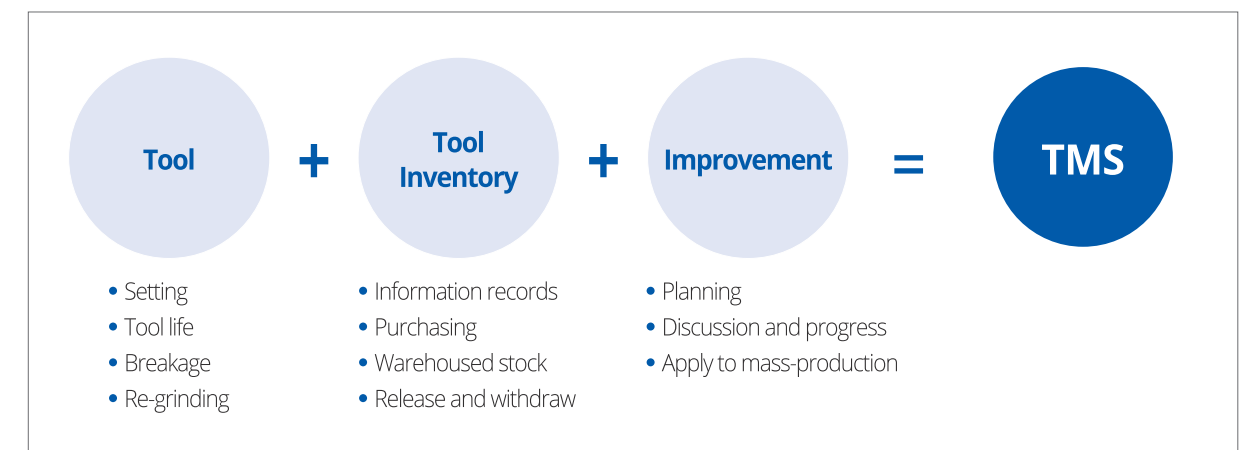 Tool
+
Tool
Inventory
+
Improvement
=
TMS
• Setting
• Tool life
• Breakage
• Re-grinding
• Information records
• Purchasing
• Warehoused stock
• Release and withdraw
• Planning
• Discussion and progress
• Apply to mass-production